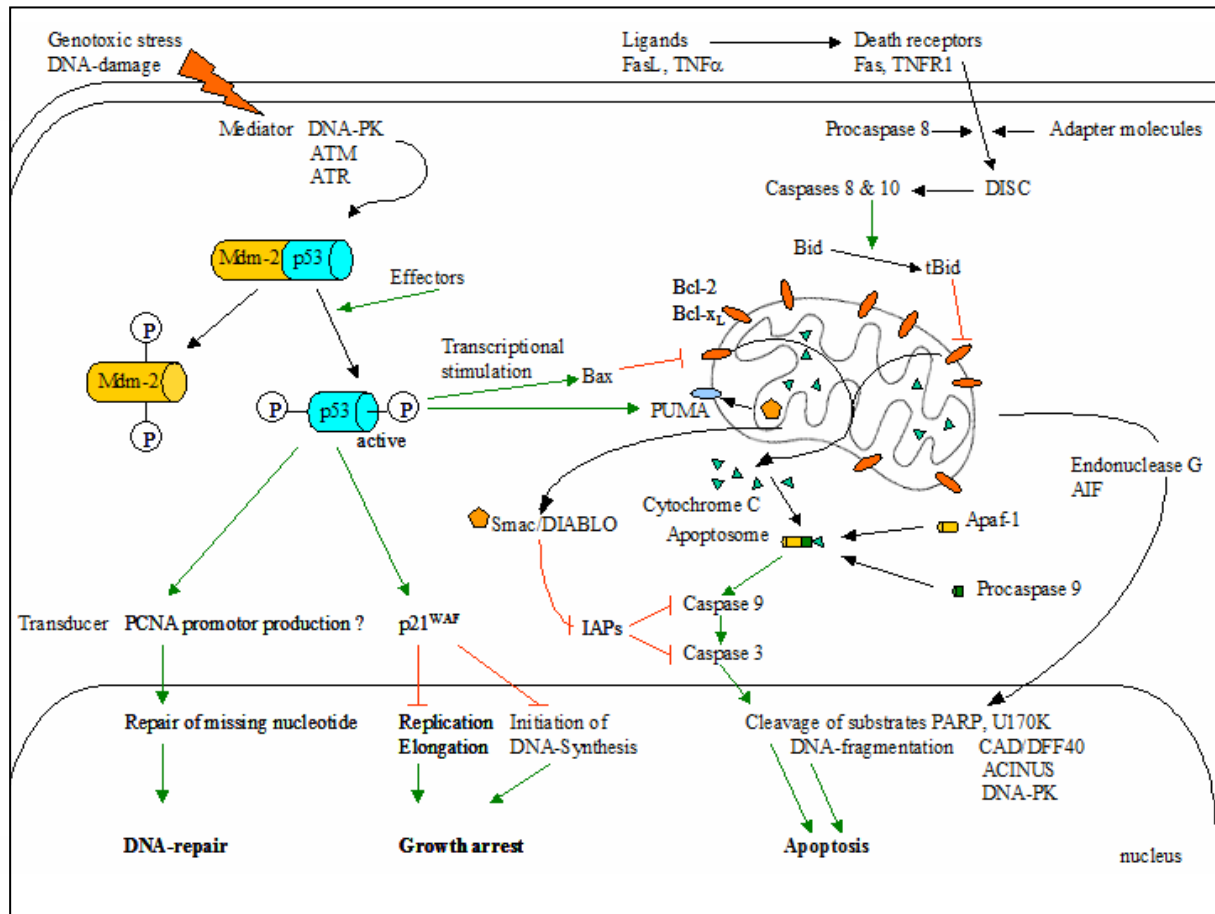 Genotoxic stress
DNA-damage
Ligands
FasL, TNFα
Death receptors
Fas, TNFR1
Mediator DNA-PK
ATM
ATR
Procaspase 8
Adapter molecules
Caspases 8 & 10
DISC
Mdm-2 p53
Effectors
Bid
tBid
Bcl-2
Bcl-xL
P
Mdm-2
P
Transcriptional
stimulation
Bax
P
p53
P
active
PUMA
Endonuclease G
AIF
Cytochrome C
Smac/DIABLO
Apoptosome
Apaf-1
Procaspase 9
Transducer
PCNA promotor production ?
p21WAF
IAPs
Caspase 9
Caspase 3
Repair of missing nucleotide
Replication
Elongation
Initiation of
DNA-Synthesis
Cleavage of substrates PARP, U170K
DNA-fragmentation CAD/DFF40
ACINUS
DNA-PK
DNA-repair
Growth arrest
Apoptosis
nucleus